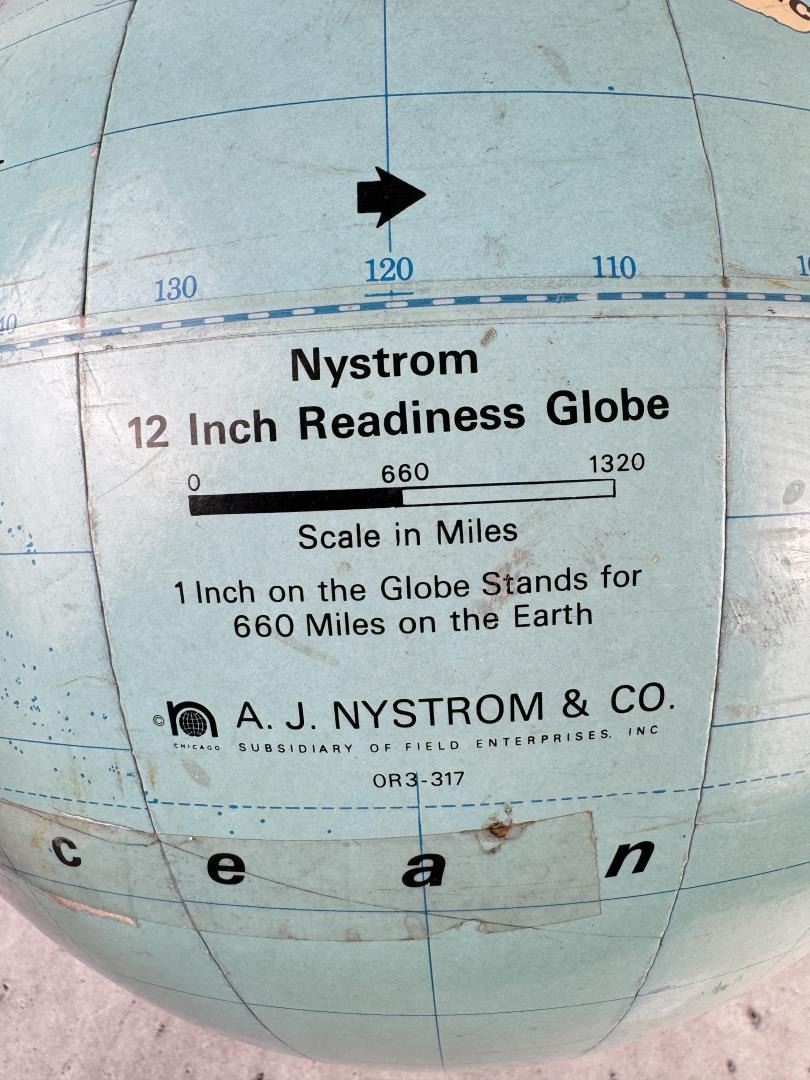 130 120 110
Nystrom
12 Inch Readiness Globe
0 660 1320
Scale in Miles
1 Inch on the Globe Stands for
660 Miles on the Earth
© n A. J. NYSTROM & CO.
CHICAGO SUBSIDIARY OF FIELD ENTERPRISES, INC
OR3-317
c e a n